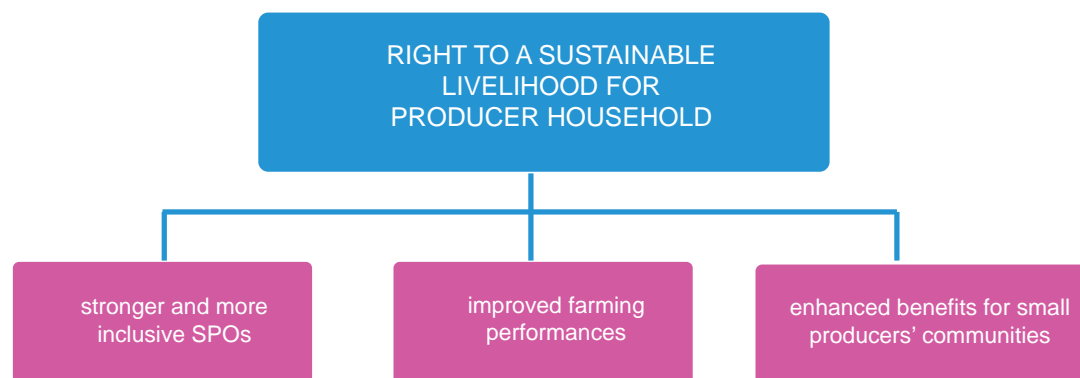 RIGHT TO A SUSTAINABLE
LIVELIHOOD FOR
PRODUCER HOUSEHOLD
stronger and more
inclusive SPOs
improved farming
performances
enhanced benefits for small
producers’ communities